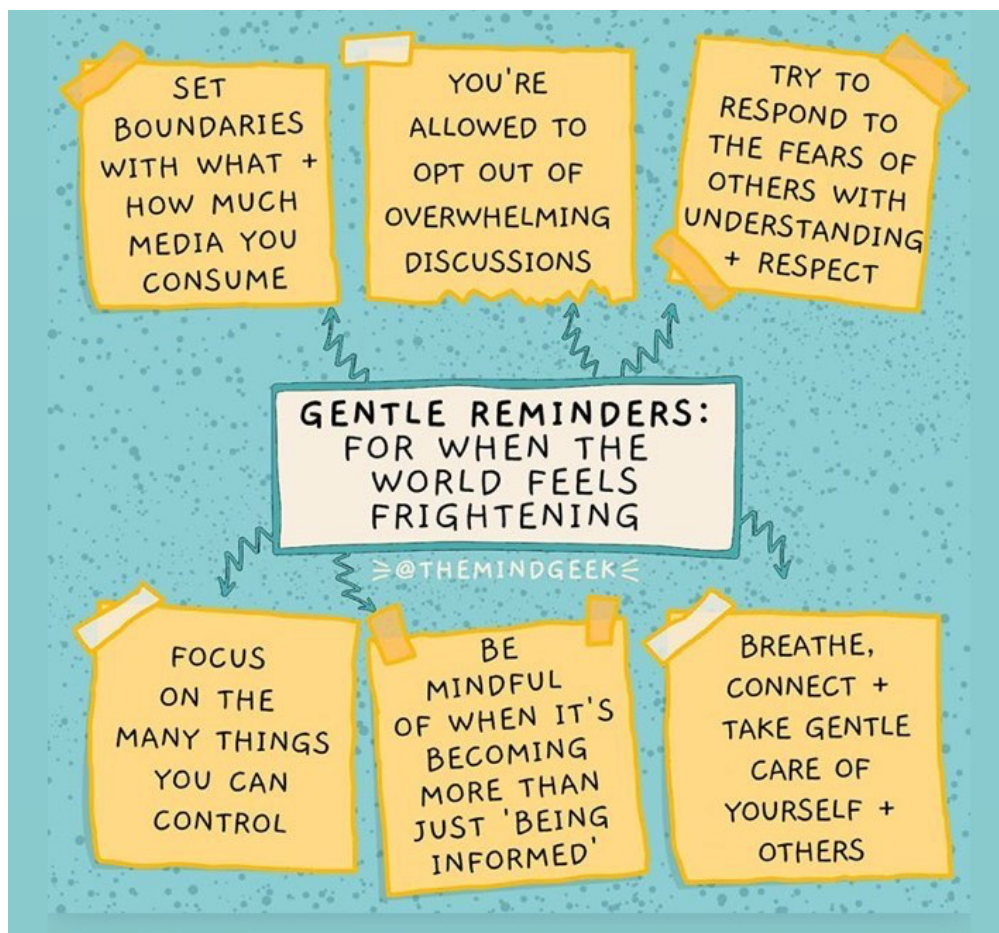 SET
BOUNDARIES
WITH WHAT +
HOW MUCH
MEDIA YOU
CONSUME
YOU'RE
ALLOWED TO
OPT OUT OF
OVERWHELMING
DISCUSSIONS
TRY TO
RESPOND TO
THE FEARS OF
OTHERS WITH
UNDERSTANDING
+ RESPECT
GENTLE REMINDERS:
FOR WHEN THE
WORLD FEELS
FRIGHTENING
@THEMINDGEEK
FOCUS
ON THE
MANY THINGS
YOU CAN
CONTROL
BE
MINDFUL
OF WHEN IT'S
BECOMING
MORE THAN
JUST 'BEING
INFORMED'
BREATHE,
CONNECT +
TAKE GENTLE
CARE OF
YOURSELF +
OTHERS